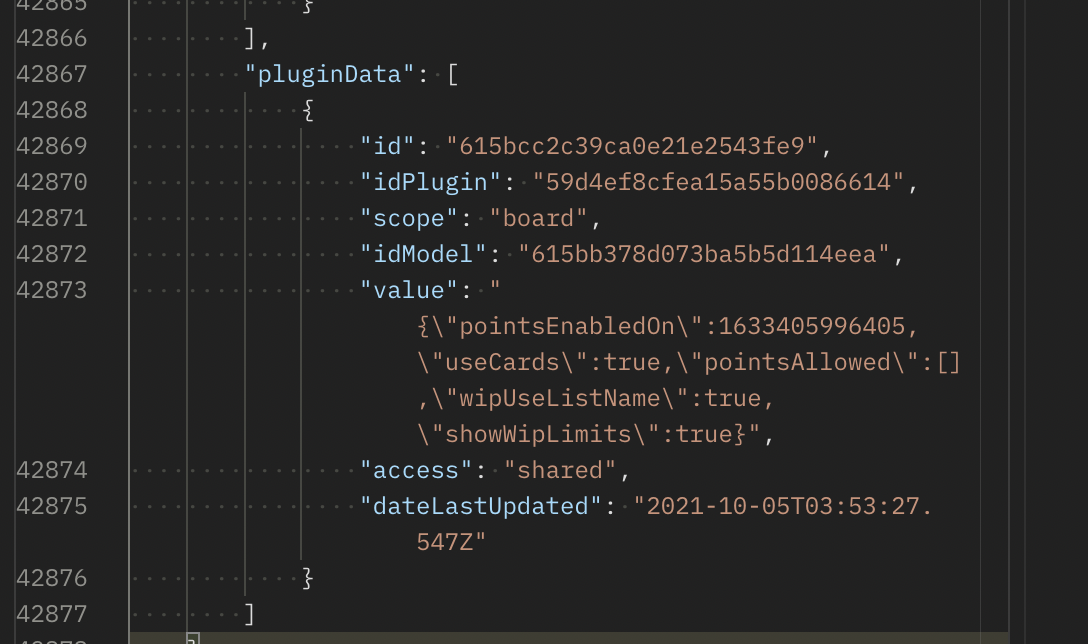 42865 }
42866 ],
42867 "pluginData": [
42868 {
42869 "id": "615bcc2c39ca0e21e2543fe9",
42870 "idPlugin": "59d4ef8cfea15a55b0086614",
42871 "scope": "board",
42872 "idModel": "615bb378d073ba5b5d114eea",
42873 "value": "
{\"pointsEnabledOn\":1633405996405,
\"useCards\":true,\"pointsAllowed\":[]
,\"wipUseListName\":true,
\"showWipLimits\":true}",
42874 "access": "shared",
42875 "dateLastUpdated": "2021-10-05T03:53:27.
547Z"
42876 }
42877 ]
42878 }